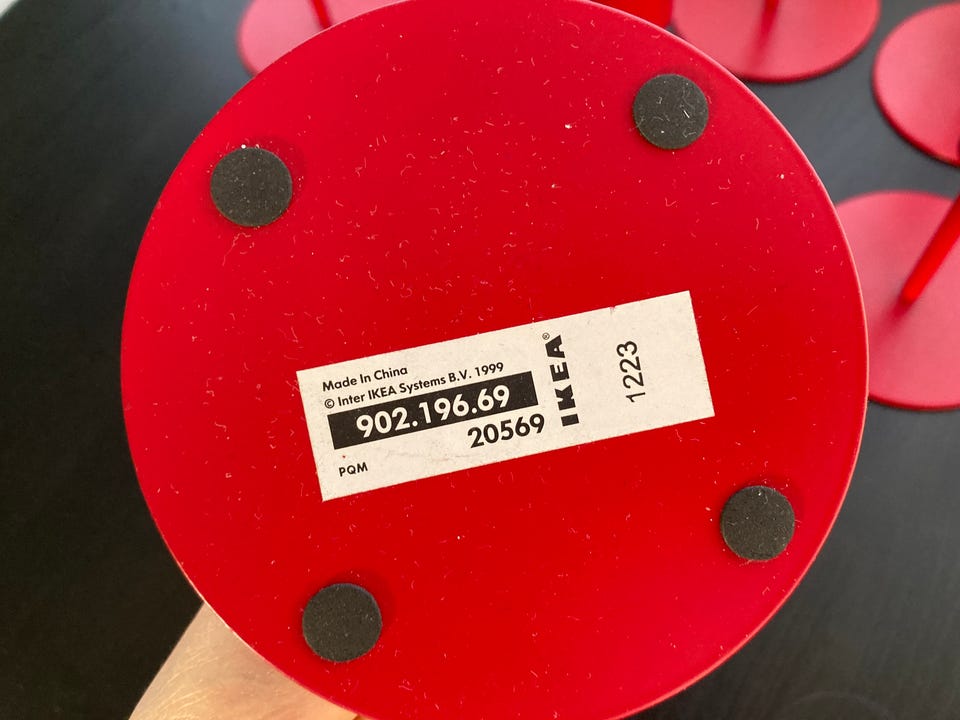 Made In China
© Inter IKEA Systems B.V. 1999
902.196.69
20569
PQM
IKEA®
1223